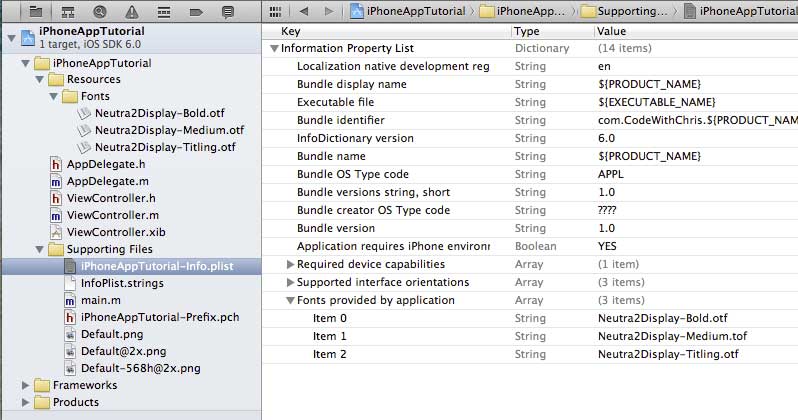 iPhoneAppTutorial
1 target, iOS SDK 6.0
iPhoneAppTutorial
Resources
Fonts
Neutra2Display-Bold.otf
Neutra2Display-Medium.otf
Neutra2Display-Titling.otf
AppDelegate.h
AppDelegate.m
ViewController.h
ViewController.m
ViewController.xib
Supporting Files
iPhoneAppTutorial-Info.plist
InfoPlist.strings
main.m
iPhoneAppTutorial-Prefix.pch
Default.png
Default@2x.png
Default-568h@2x.png
Frameworks
Products
iPhoneAppTutorial iPhoneAp... Supporting... iPhoneAppTutorial
Key Type Value
Information Property List Dictionary (14 items)
Localization native development reg String en
Bundle display name String ${PRODUCT_NAME}
Executable file String ${EXECUTABLE_NAME}
Bundle identifier String com.CodeWithChris.${PRODUCT_NAM
InfoDictionary version String 6.0
Bundle name String ${PRODUCT_NAME}
Bundle OS Type code String APPL
Bundle versions string, short String 1.0
Bundle creator OS Type code String ????
Bundle version String 1.0
Application requires iPhone environr Boolean YES
Required device capabilities Array (1 item)
Supported interface orientations Array (3 items)
Fonts provided by application Array (3 items)
Item 0 String Neutra2Display-Bold.otf
Item 1 String Neutra2Display-Medium.tof
Item 2 String Neutra2Display-Titling.otf